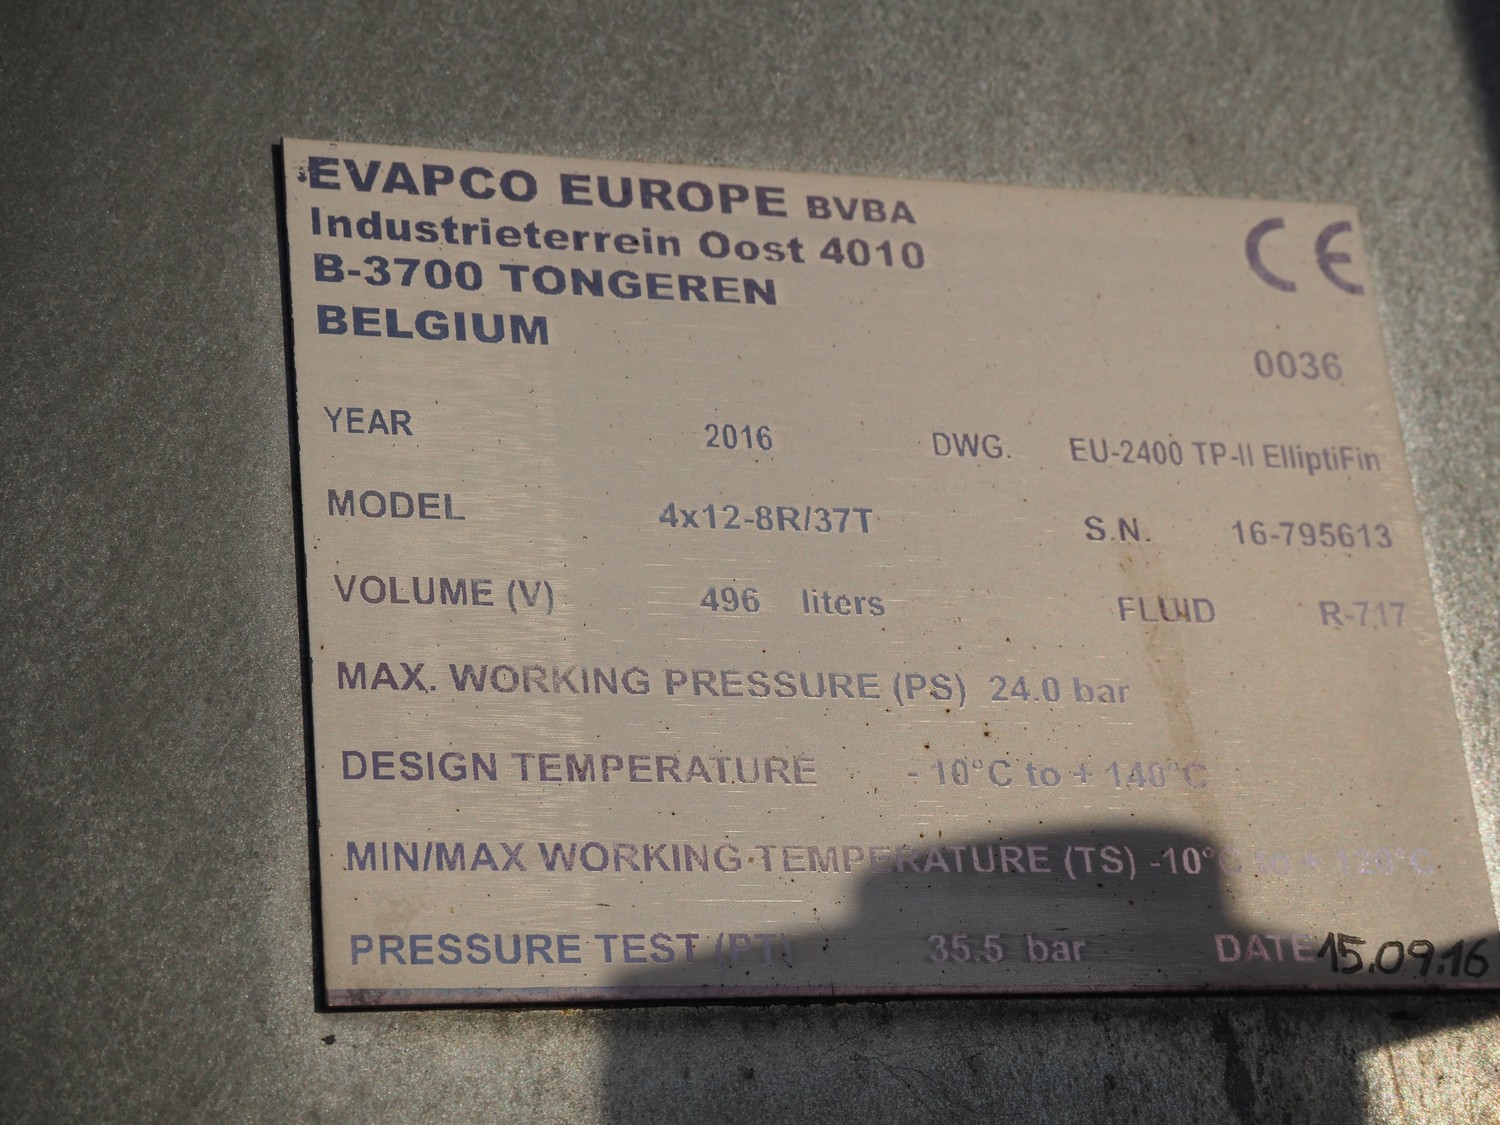 EVAPCO EUROPE BVBA
Industrieterrein Oost 4010
B-3700 TONGEREN
BELGIUM
CE
0036
YEAR 2016 DWG. EU-2400 TP-II ElliptiFin
MODEL 4x12-8R/37T S.N. 16-795613
VOLUME (V) 496 liters FLUID R-717
MAX. WORKING PRESSURE (PS) 24.0 bar
DESIGN TEMPERATURE - 10°C to + 140°C
MIN/MAX WORKING TEMPERATURE (TS) -10°C to +
PRESSURE TEST (PT) 35.5 bar DATE 15.09.16